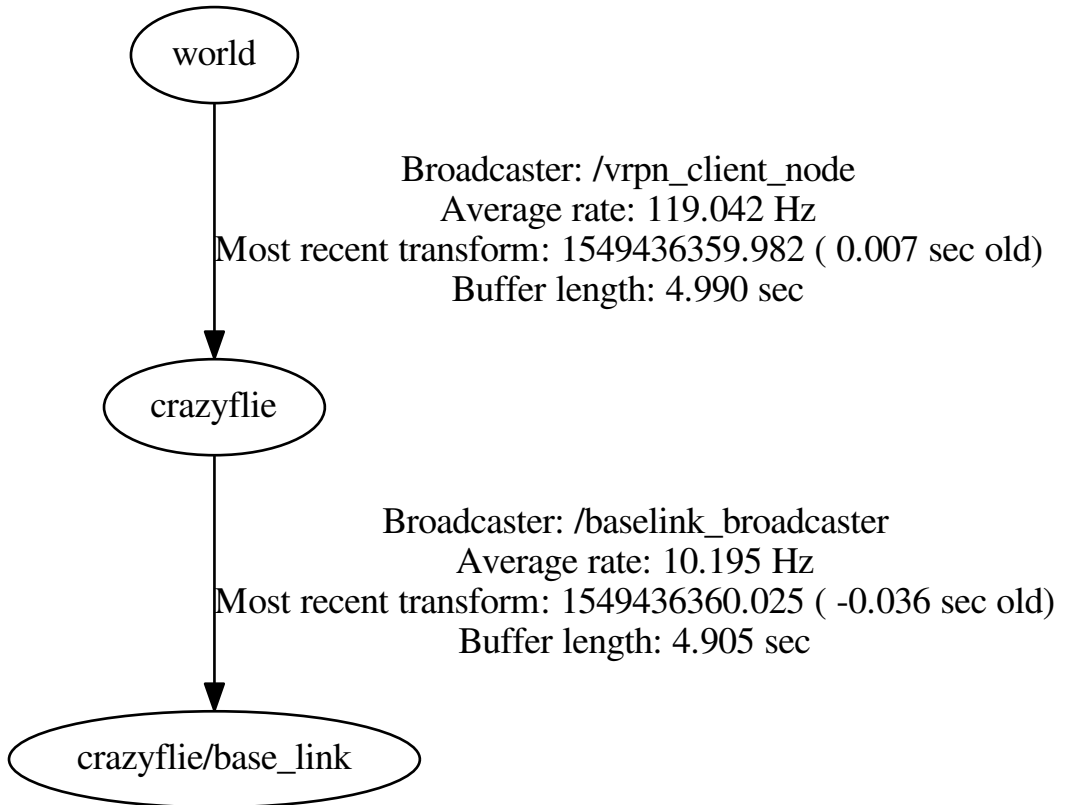 world
Broadcaster: /vrpn_client_node
Average rate: 119.042 Hz
Most recent transform: 1549436359.982 ( 0.007 sec old)
Buffer length: 4.990 sec
crazyflie
Broadcaster: /baselink_broadcaster
Average rate: 10.195 Hz
Most recent transform: 1549436360.025 ( -0.036 sec old)
Buffer length: 4.905 sec
crazyflie/base_link